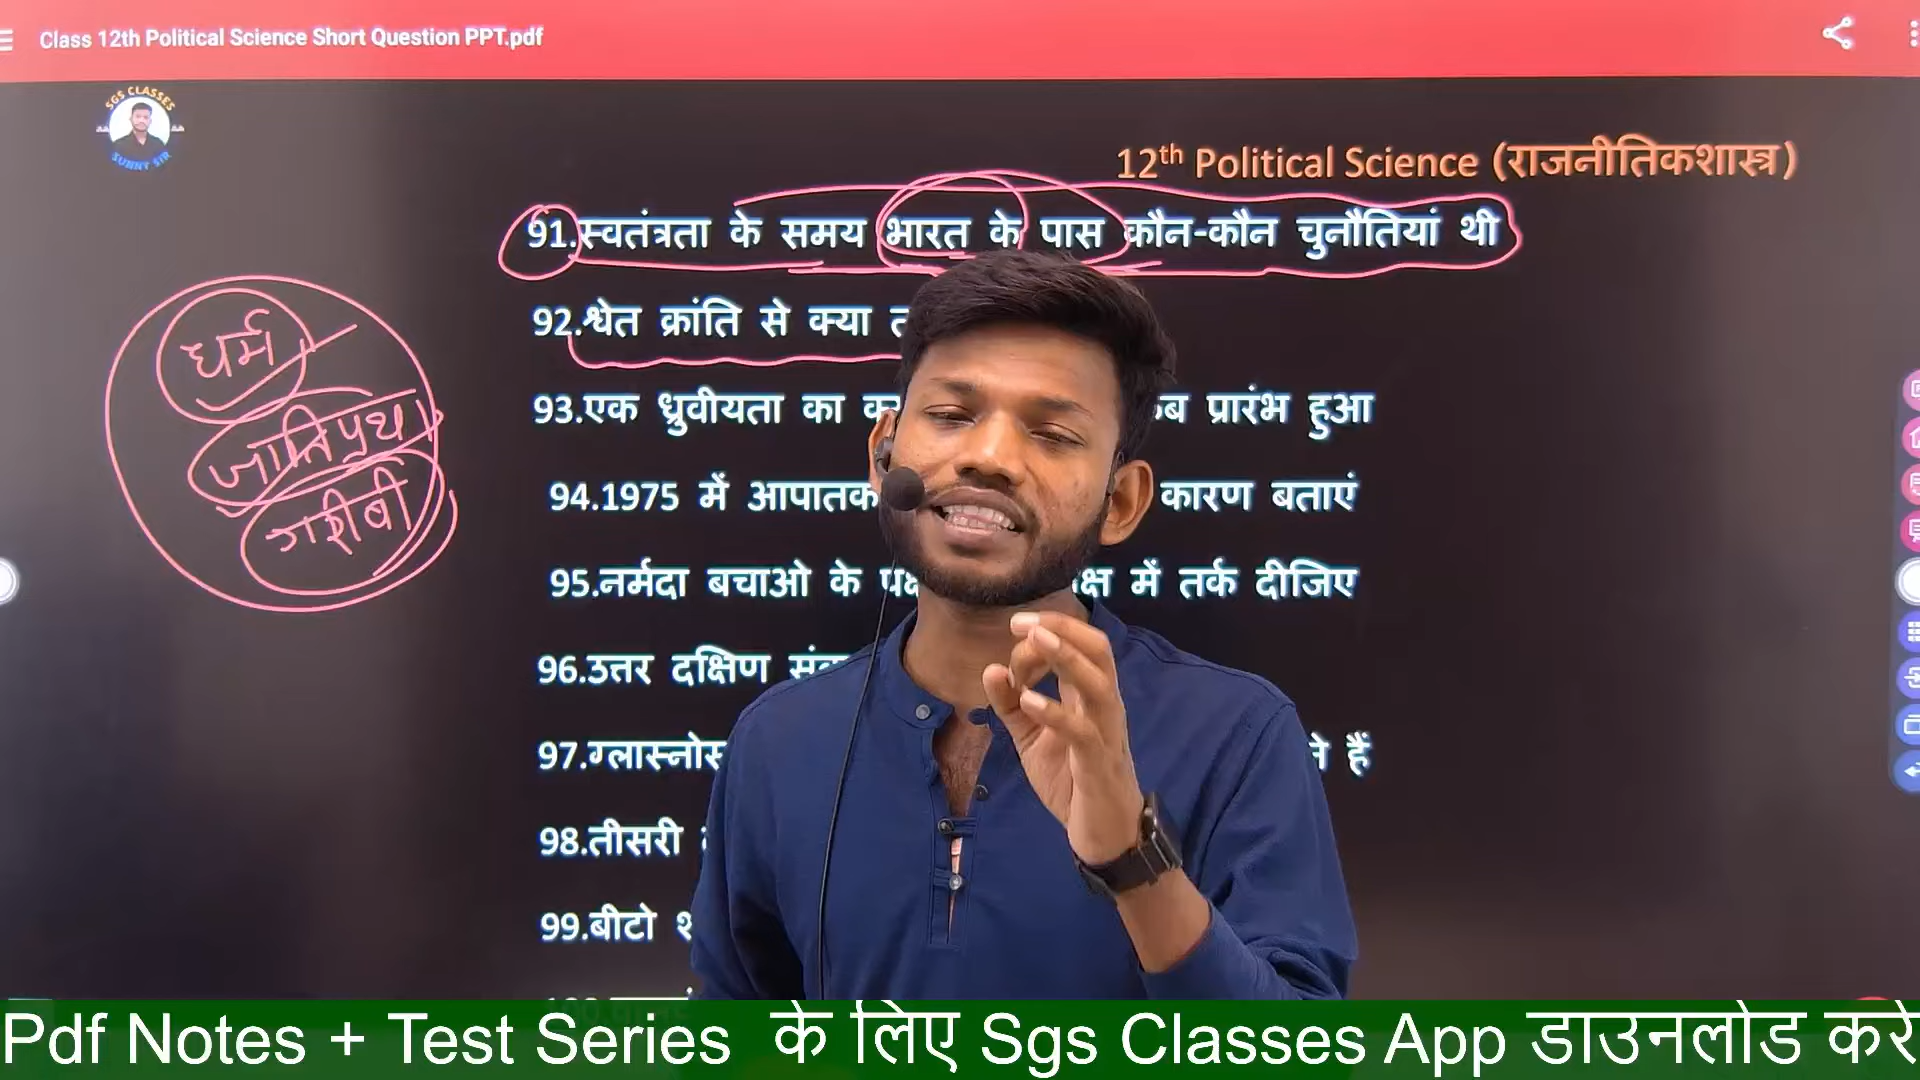 Class 12th Political Science Short Question PPT.pdf
SGS CLASSES
SUNNY SIR
12th Political Science (राजनीतिकशास्त्र)
91.स्वतंत्रता के समय भारत के पास कौन-कौन चुनौतियां थी
92.श्वेत क्रांति से क्या
93.एक ध्रुवीयता का प्रारंभ हुआ
94.1975 में कारण बताएं
95.नर्मदा बचाओ के में तर्क दीजिए
96.उत्तर दक्षिण
97. हैं
98.तीसरी
99.बीटो
धर्म
जातिप्रथा
गरीबी
Pdf Notes + Test Series के लिए Sgs Classes App डाउनलोड करे